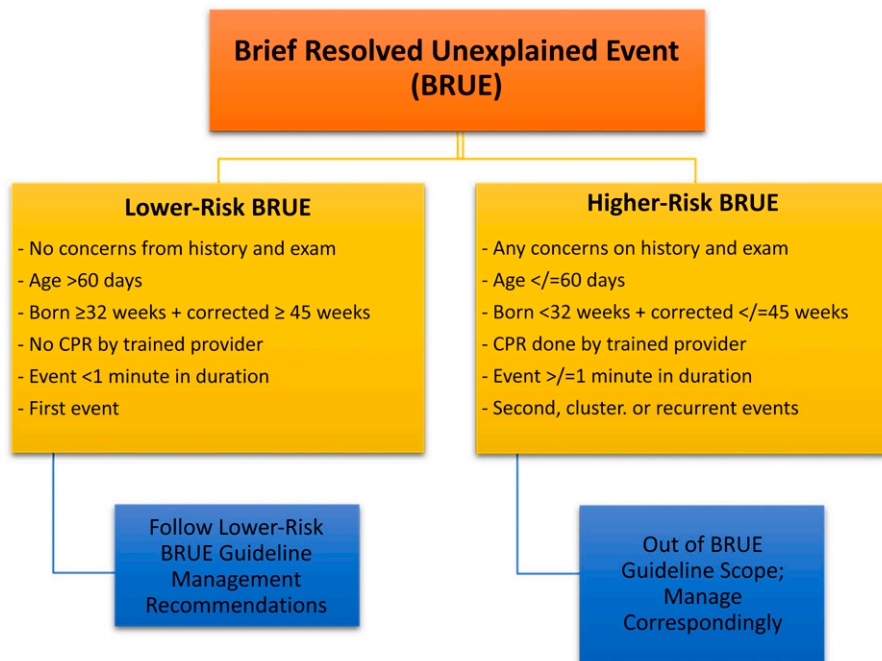 Brief Resolved Unexplained Event
(BRUE)
Lower-Risk BRUE
- No concerns from history and exam
- Age >60 days
- Born ≥32 weeks + corrected ≥ 45 weeks
- No CPR by trained provider
- Event <1 minute in duration
- First event
Higher-Risk BRUE
- Any concerns on history and exam
- Age </=60 days
- Born <32 weeks + corrected </=45 weeks
- CPR done by trained provider
- Event >/=1 minute in duration
- Second, cluster. or recurrent events
Follow Lower-Risk
BRUE Guideline
Management
Recommendations
Out of BRUE
Guideline Scope;
Manage
Correspondingly